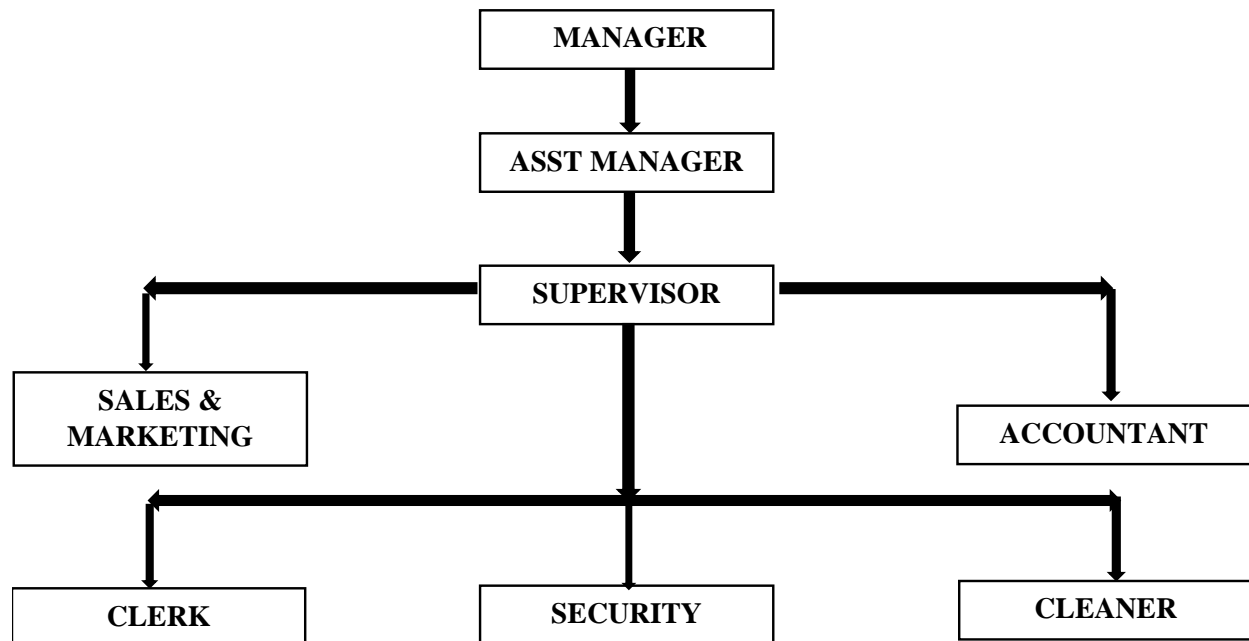 MANAGER
ASST MANAGER
SUPERVISOR
SALES &
MARKETING
ACCOUNTANT
CLERK
SECURITY
CLEANER